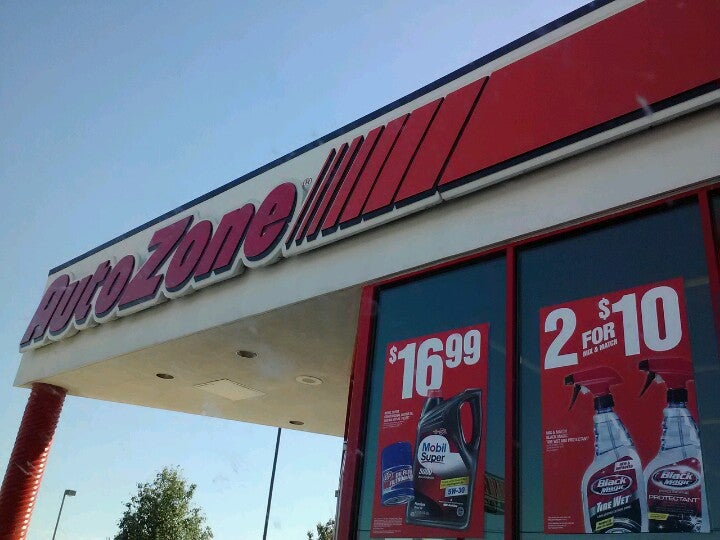 AutoZone
$16 99
Mobil
Super
5000
5W-30
2 FOR $10
MIX & MATCH
Black
Magic
TIRE WET
Black
Magic
PROTECTANT